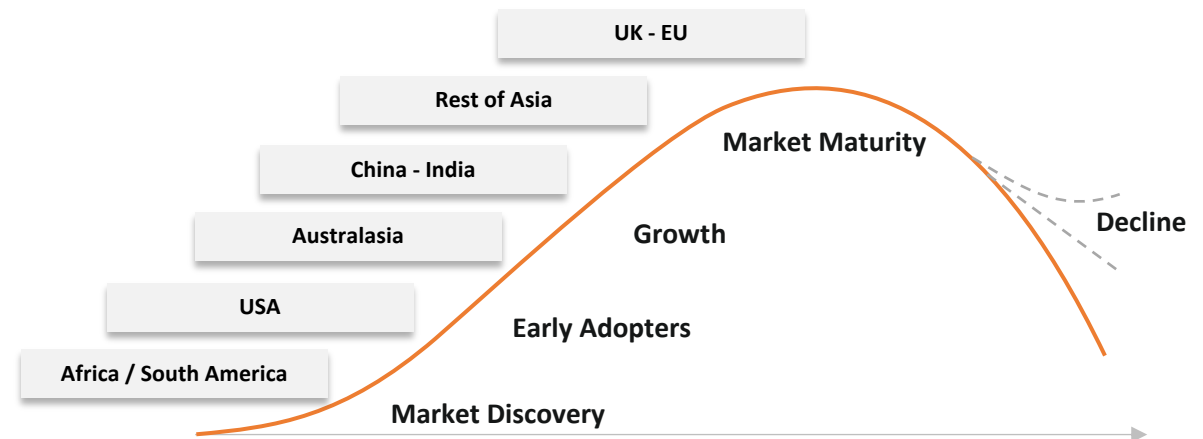 UK - EU
Rest of Asia
Market Maturity
China - India
Decline
Australasia
Growth
USA
Early Adopters
Africa / South America
Market Discovery